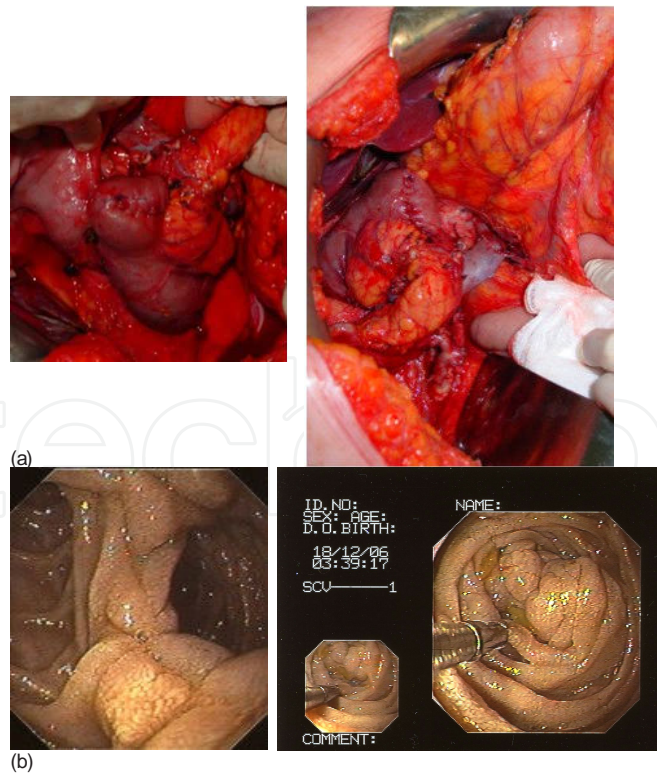 (a)
ID.NO:
NAME:
SEX: AGE:
D.O.BIRTH:
18/12/06
03:39:17
SCV———1
COMMENT:
(b)